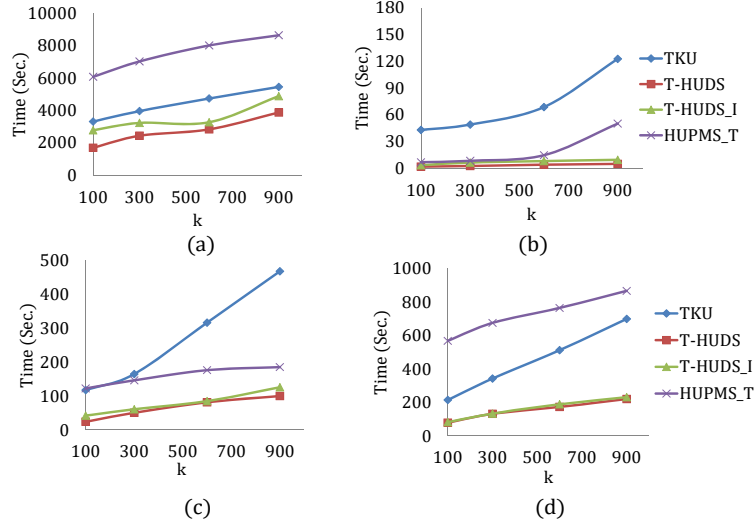 10000
8000
6000
4000
2000
0
Time (Sec.)
100 300 500 700 900
k
(a)
180
150
120
90
60
30
0
Time (Sec.)
100 300 500 700 900
k
(b)
TKU
T-HUDS
T-HUDS_I
HUPMS_T
500
400
300
200
100
0
Time (Sec.)
100 300 500 700 900
k
(c)
1000
800
600
400
200
0
Time (Sec.)
100 300 500 700 900
k
(d)
TKU
T-HUDS
T-HUDS_I
HUPMS_T